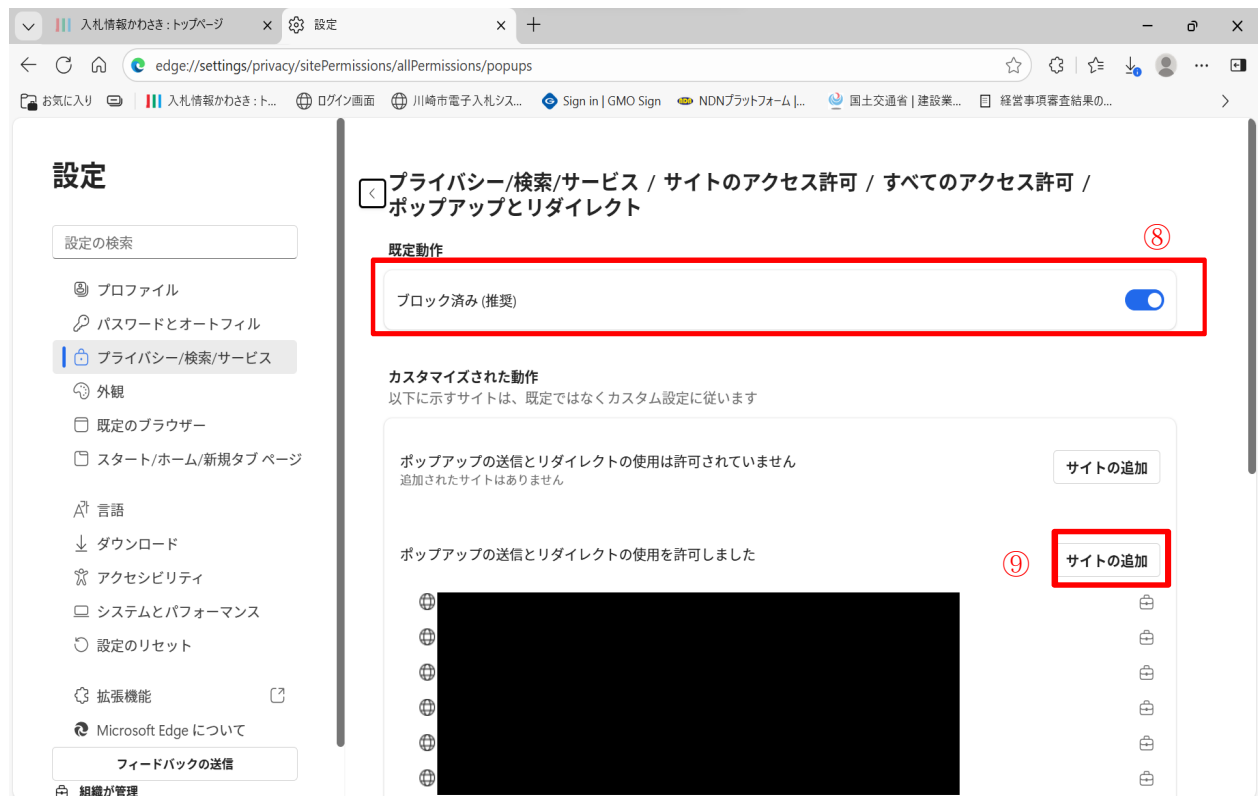 入札情報かわさき : トップページ
設定
edge://settings/privacy/sitePermissions/allPermissions/popups
お気に入り
入札情報かわさき : ト...
ログイン画面
川崎市電子入札シス...
Sign in | GMO Sign
NDNプラットフォーム |...
国土交通省 | 建設業...
経営事項審査結果の...
設定
設定の検索
プロファイル
パスワードとオートフィル
プライバシー/検索/サービス
外観
既定のブラウザー
スタート/ホーム/新規タブ ページ
言語
ダウンロード
アクセシビリティ
システムとパフォーマンス
設定のリセット
拡張機能
Microsoft Edge について
フィードバックの送信
組織が管理
プライバシー/検索/サービス / サイトのアクセス許可 / すべてのアクセス許可 /
ポップアップとリダイレクト
既定動作
⑧
ブロック済み (推奨)
カスタマイズされた動作
以下に示すサイトは、既定ではなくカスタム設定に従います
ポップアップの送信とリダイレクトの使用は許可されていません
追加されたサイトはありません
サイトの追加
ポップアップの送信とリダイレクトの使用を許可しました
⑨
サイトの追加